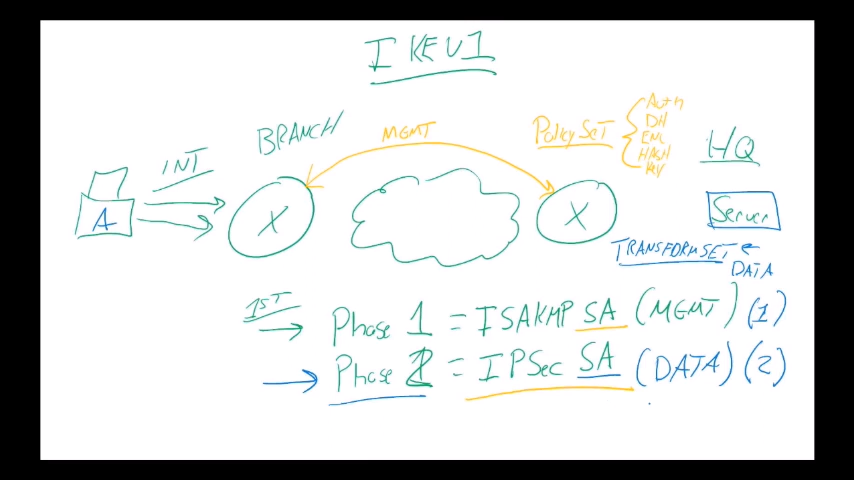 IKEV1
BRANCH
MGMT
Policy Set
Auth
DH
ENC
HASH
KEY
HQ
INT
A
X
X
Server
TRANSFORM SET
DATA
1ST
Phase 1 = ISAKMP SA (MGMT) (1)
Phase 2 = IPSec SA (DATA) (2)